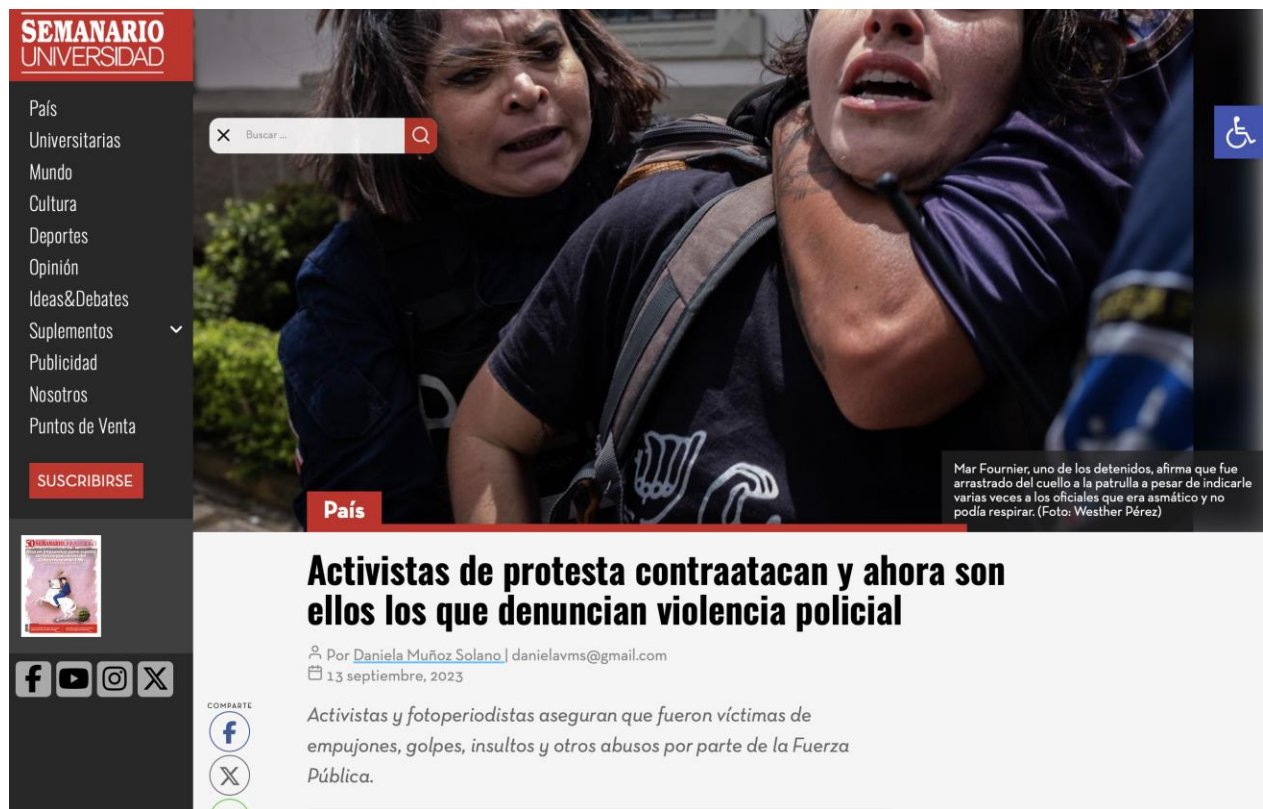 SEMANARIO
UNIVERSIDAD
País
Universitarias
Mundo
Cultura
Deportes
Opinión
Ideas&Debates
Suplementos
Publicidad
Nosotros
Puntos de Venta
SUSCRIBIRSE
Buscar ...
Mar Fournier, uno de los detenidos, afirma que fue
arrastrado del cuello a la patrulla a pesar de indicarle
varias veces a los oficiales que era asmático y no
podía respirar. (Foto: Westher Pérez)
País
Activistas de protesta contraatacan y ahora son
ellos los que denuncian violencia policial
Por Daniela Muñoz Solano | danielavms@gmail.com
13 septiembre, 2023
COMPARTE
Activistas y fotoperiodistas aseguran que fueron víctimas de
empujones, golpes, insultos y otros abusos por parte de la Fuerza
Pública.